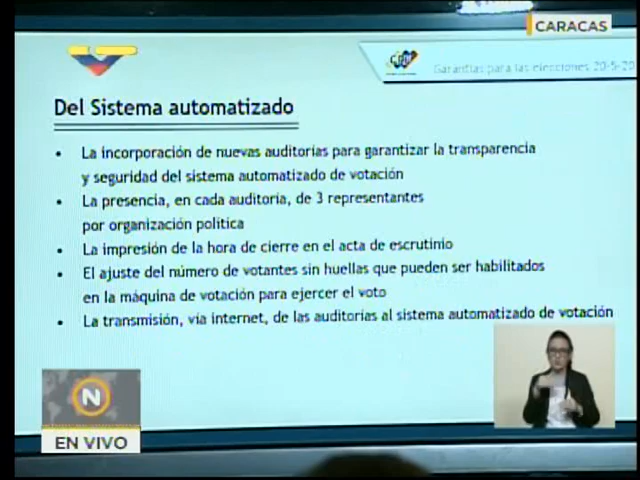 CARACAS
CNE
Garantías para las elecciones 20-5-20
Del Sistema automatizado
• La incorporación de nuevas auditorías para garantizar la transparencia
y seguridad del sistema automatizado de votación
• La presencia, en cada auditoría, de 3 representantes
por organización política
• La impresión de la hora de cierre en el acta de escrutinio
• El ajuste del número de votantes sin huellas que pueden ser habilitados
en la máquina de votación para ejercer el voto
• La transmisión, vía internet, de las auditorías al sistema automatizado de votación
N
EN VIVO